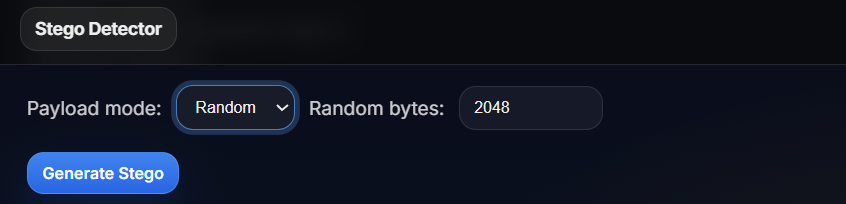 Stego Detector
Payload mode: Random Random bytes: 2048
Generate Stego